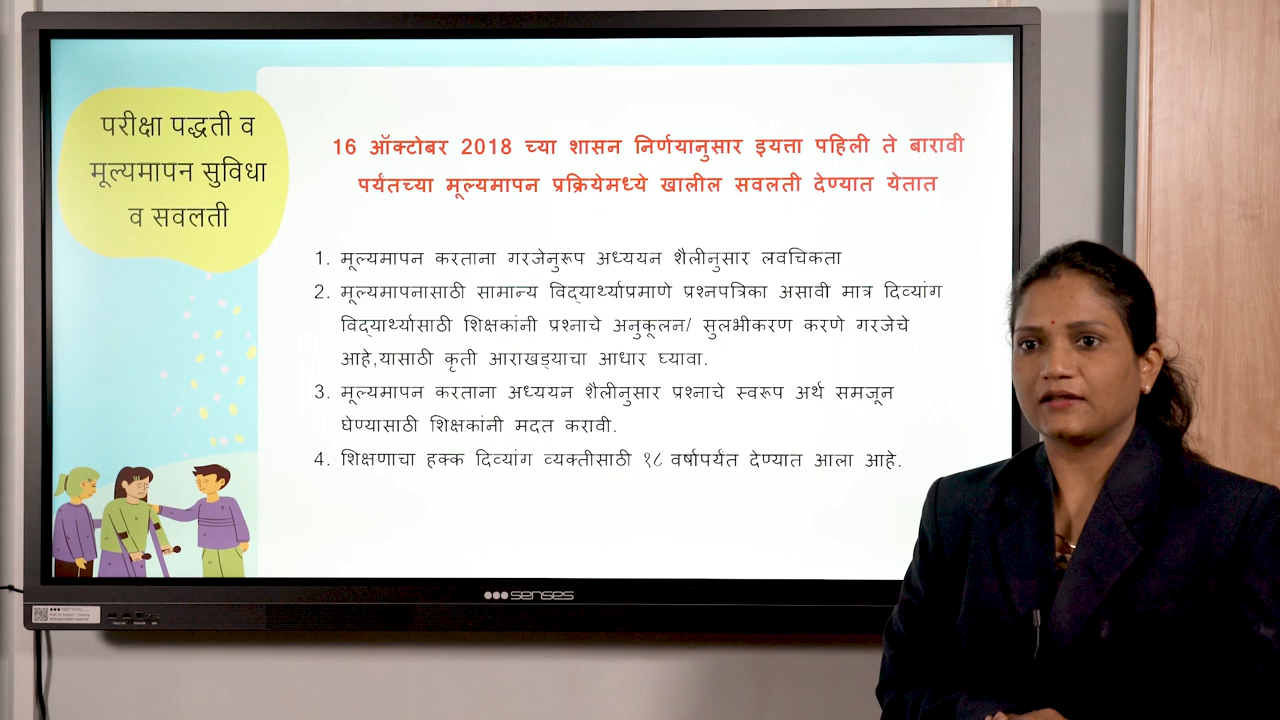 परीक्षा पद्धती व
मूल्यमापन सुविधा
व सवलती
16 ऑक्टोबर 2018 च्या शासन निर्णयानुसार इयत्ता पहिली ते बारावी
पर्यंतच्या मूल्यमापन प्रक्रियेमध्ये खालील सवलती देण्यात येतात
1. मूल्यमापन करताना गरजेनुरूप अध्ययन शैलीनुसार लवचिकता
2. मूल्यमापनासाठी सामान्य विद्यार्थ्याप्रमाणे प्रश्नपत्रिका असावी मात्र दिव्यांग
विद्यार्थ्यासाठी शिक्षकांनी प्रश्नाचे अनुकूलन/ सुलभीकरण करणे गरजेचे
आहे,यासाठी कृती आराखड्याचा आधार घ्यावा.
3. मूल्यमापन करताना अध्ययन शैलीनुसार प्रश्नाचे स्वरूप अर्थ समजून
घेण्यासाठी शिक्षकांनी मदत करावी.
4. शिक्षणाचा हक्क दिव्यांग व्यक्तीसाठी १८ वर्षापर्यंत देण्यात आला आहे.
senses